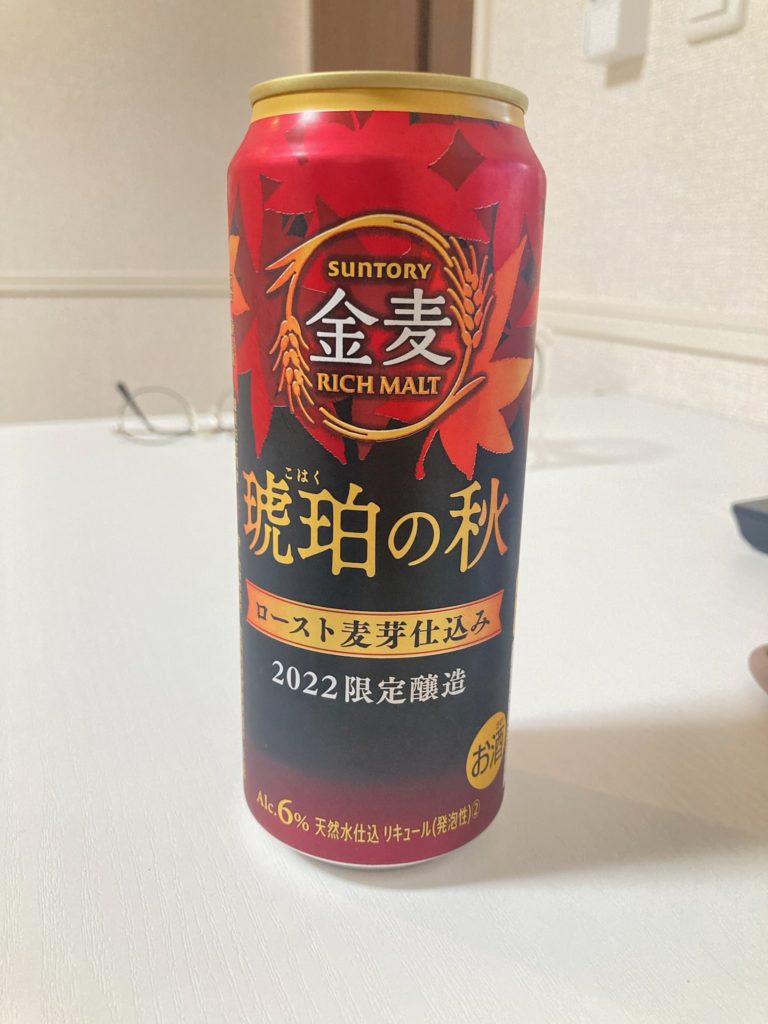 SUNTORY
金麦
RICH MALT
こはく
琥珀の秋
ロースト麦芽仕込み
2022限定醸造
お酒
Alc.6% 天然水仕込 リキュール(発泡性)②